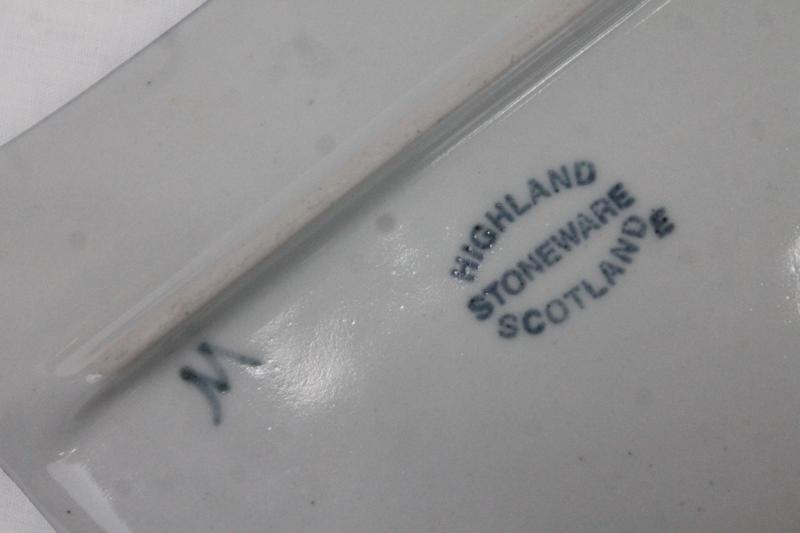 HIGHLAND
STONEWARE
SCOTLAND E
M